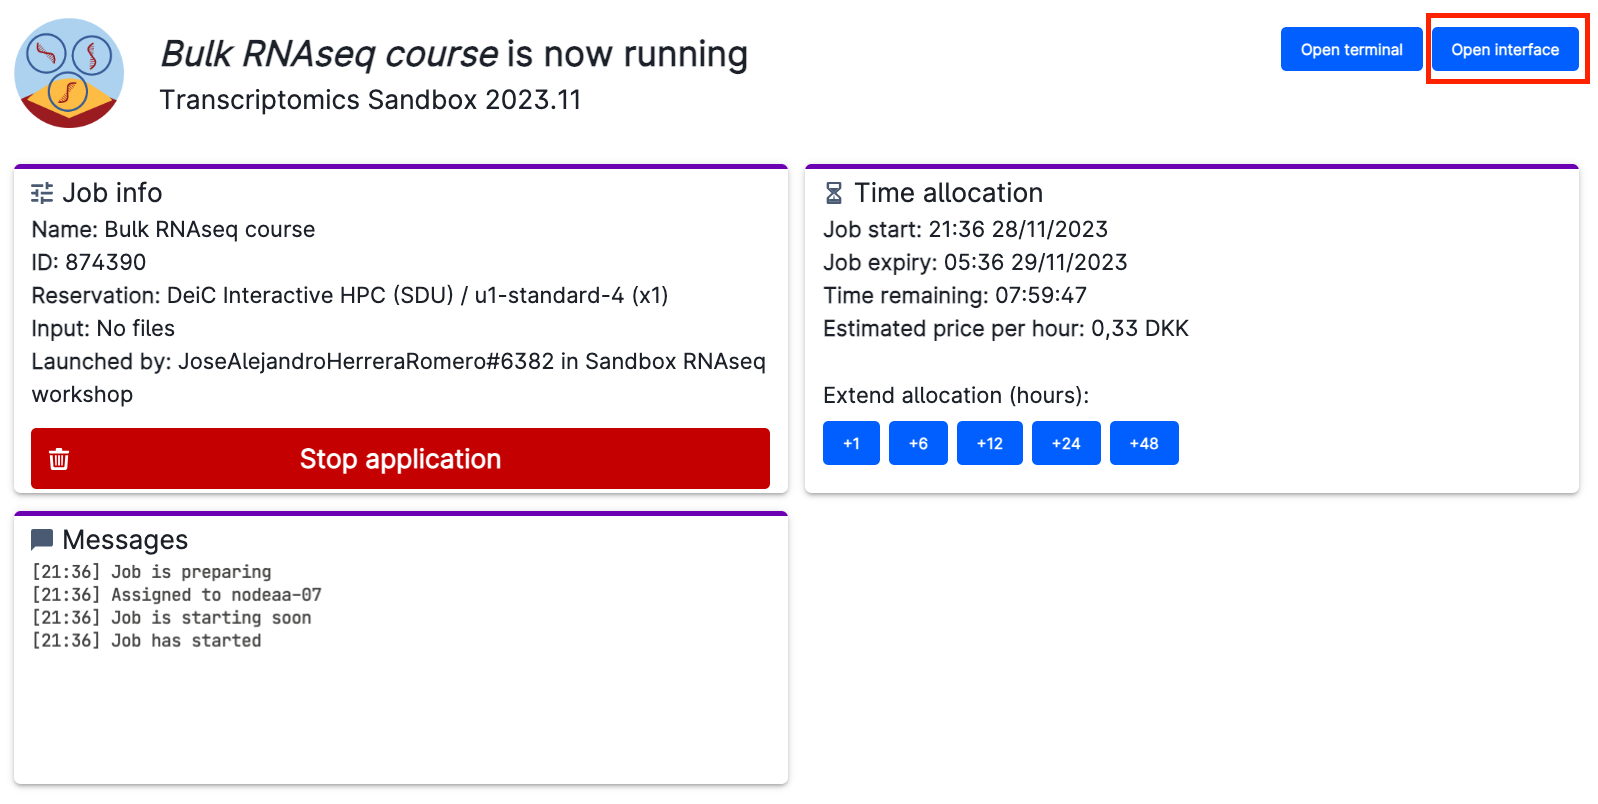 Bulk RNAseq course is now running
Transcriptomics Sandbox 2023.11
Open terminal
Open interface
Job info
Name: Bulk RNAseq course
ID: 874390
Reservation: DeiC Interactive HPC (SDU) / u1-standard-4 (x1)
Input: No files
Launched by: JoseAlejandroHerreraRomero#6382 in Sandbox RNAseq
workshop
Stop application
Time allocation
Job start: 21:36 28/11/2023
Job expiry: 05:36 29/11/2023
Time remaining: 07:59:47
Estimated price per hour: 0,33 DKK
Extend allocation (hours):
+1 +6 +12 +24 +48
Messages
[21:36] Job is preparing
[21:36] Assigned to nodeaa-07
[21:36] Job is starting soon
[21:36] Job has started